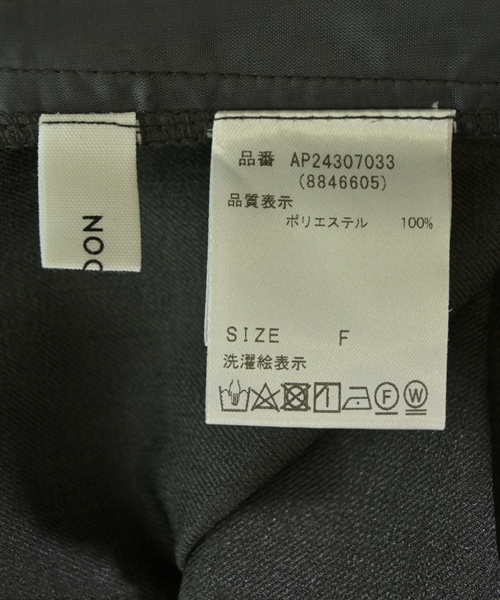 OON
品番 AP24307033
(8846605)
品質表示
ポリエステル 100%
SIZE F
洗濯絵表示
F W